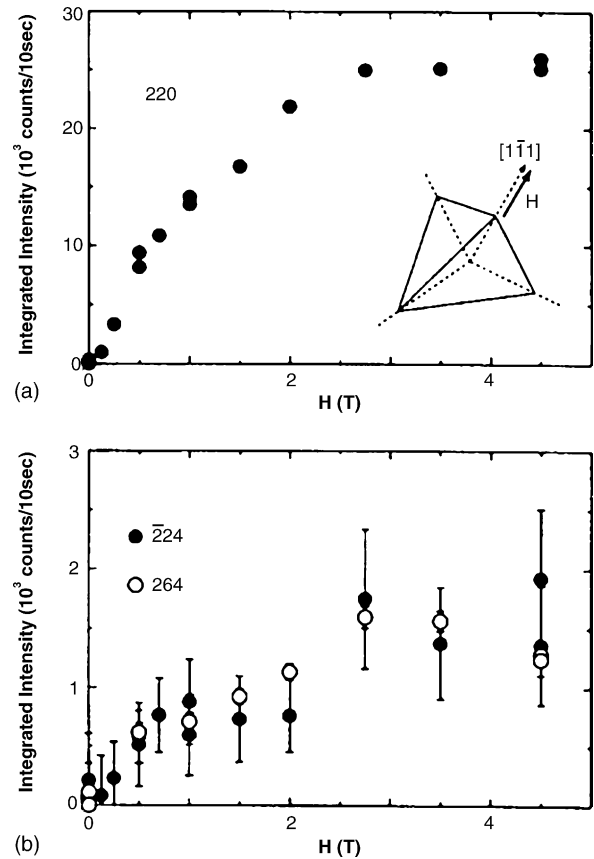 30
20
10
0
Integrated Intensity (10³ counts/10sec)
220
[11̄1]
H
0
2
4
(a)
H (T)
3
2
1
0
Integrated Intensity (10³ counts/10sec)
2̄24
264
0
2
4
(b)
H (T)